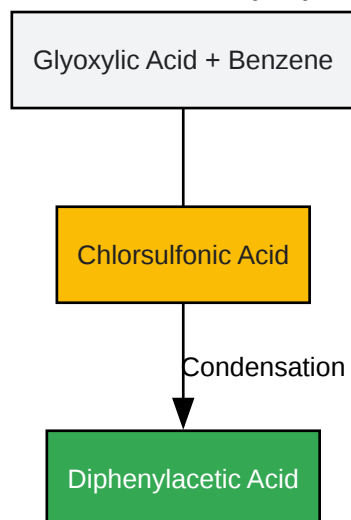 Glyoxylic Acid + Benzene
Chlorsulfonic Acid
Condensation
Diphenylacetic Acid